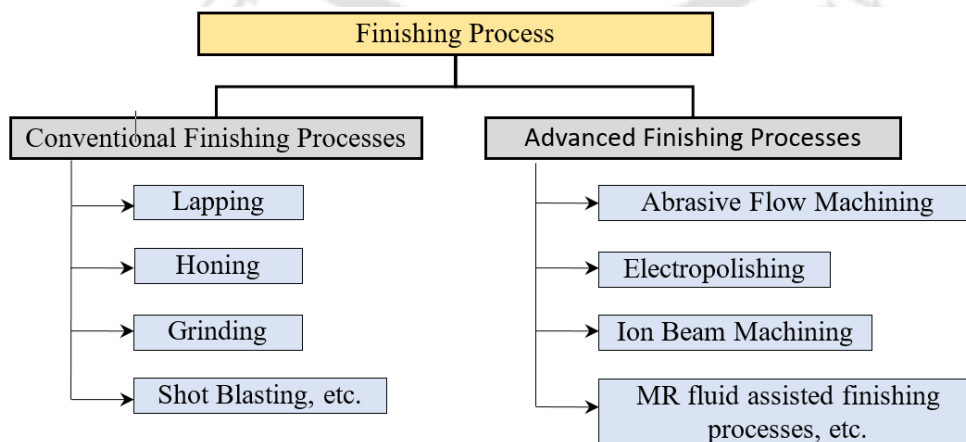 Finishing Process
Conventional Finishing Processes
Lapping
Honing
Grinding
Shot Blasting, etc.
Advanced Finishing Processes
Abrasive Flow Machining
Electropolishing
Ion Beam Machining
MR fluid assisted finishing
processes, etc.